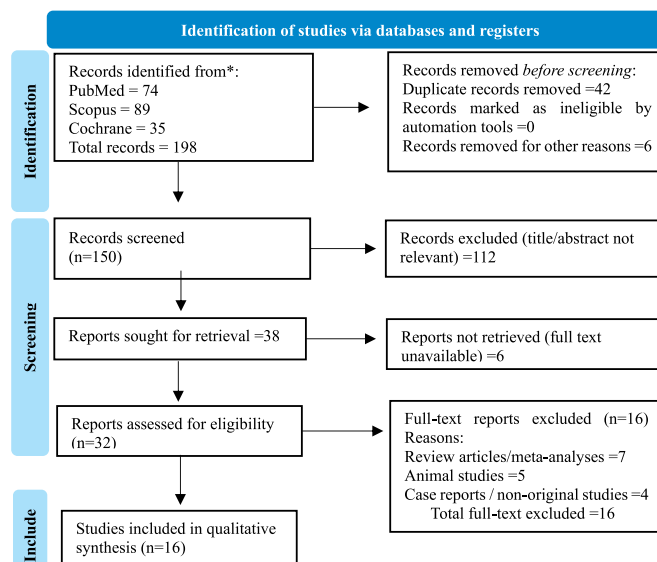 Identification of studies via databases and registers
Identification
Records identified from*:
PubMed = 74
Scopus = 89
Cochrane = 35
Total records = 198
Records removed before screening:
Duplicate records removed =42
Records marked as ineligible by
automation tools =0
Records removed for other reasons =6
Screening
Records screened
(n=150)
Records excluded (title/abstract not
relevant) =112
Reports sought for retrieval =38
Reports not retrieved (full text
unavailable) =6
Reports assessed for eligibility
(n=32)
Full-text reports excluded (n=16)
Reasons:
Review articles/meta-analyses =7
Animal studies =5
Case reports / non-original studies =4
Total full-text excluded =16
Include
Studies included in qualitative
synthesis (n=16)